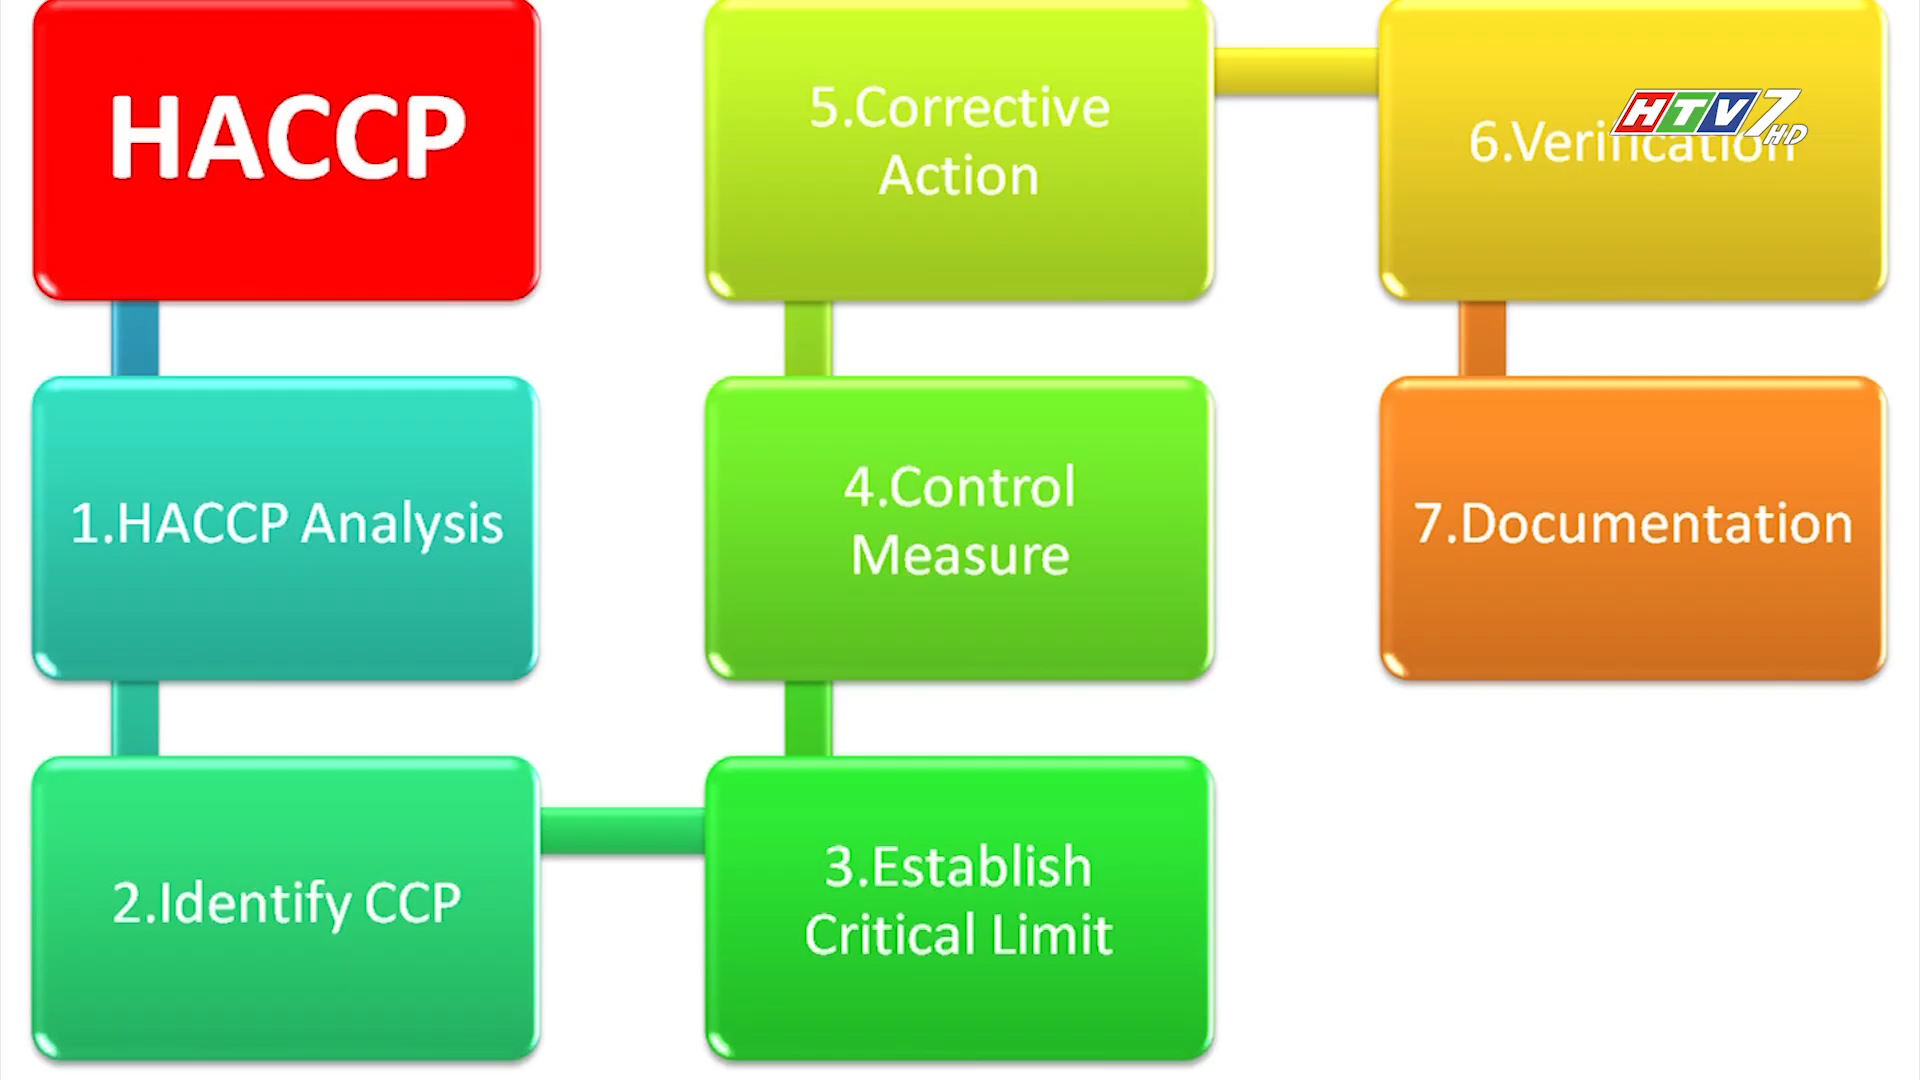 HACCP
1.HACCP Analysis
2.Identify CCP
3.Establish
Critical Limit
4.Control
Measure
5.Corrective
Action
6.Verification
7.Documentation
HTV7
HD